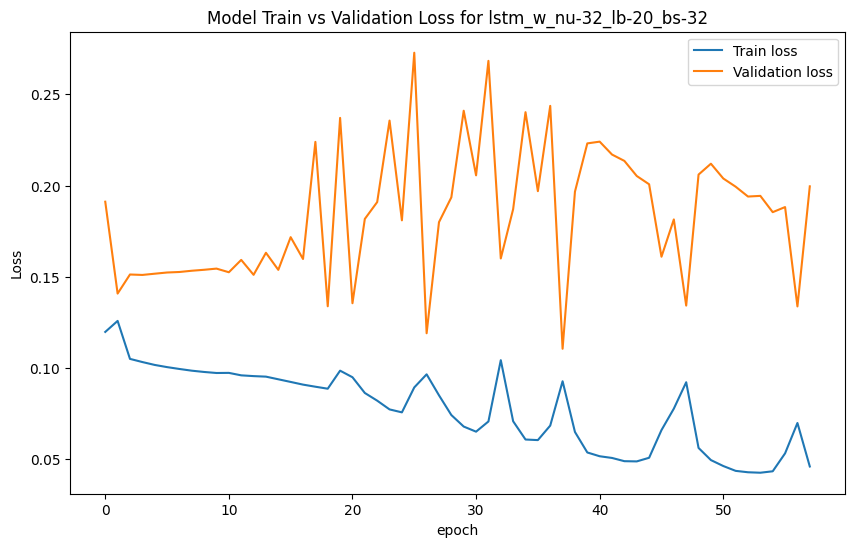 Model Train vs Validation Loss for lstm_w_nu-32_lb-20_bs-32
Train loss
Validation loss
0.25
0.20
0.15
0.10
0.05
Loss
0 10 20 30 40 50
epoch